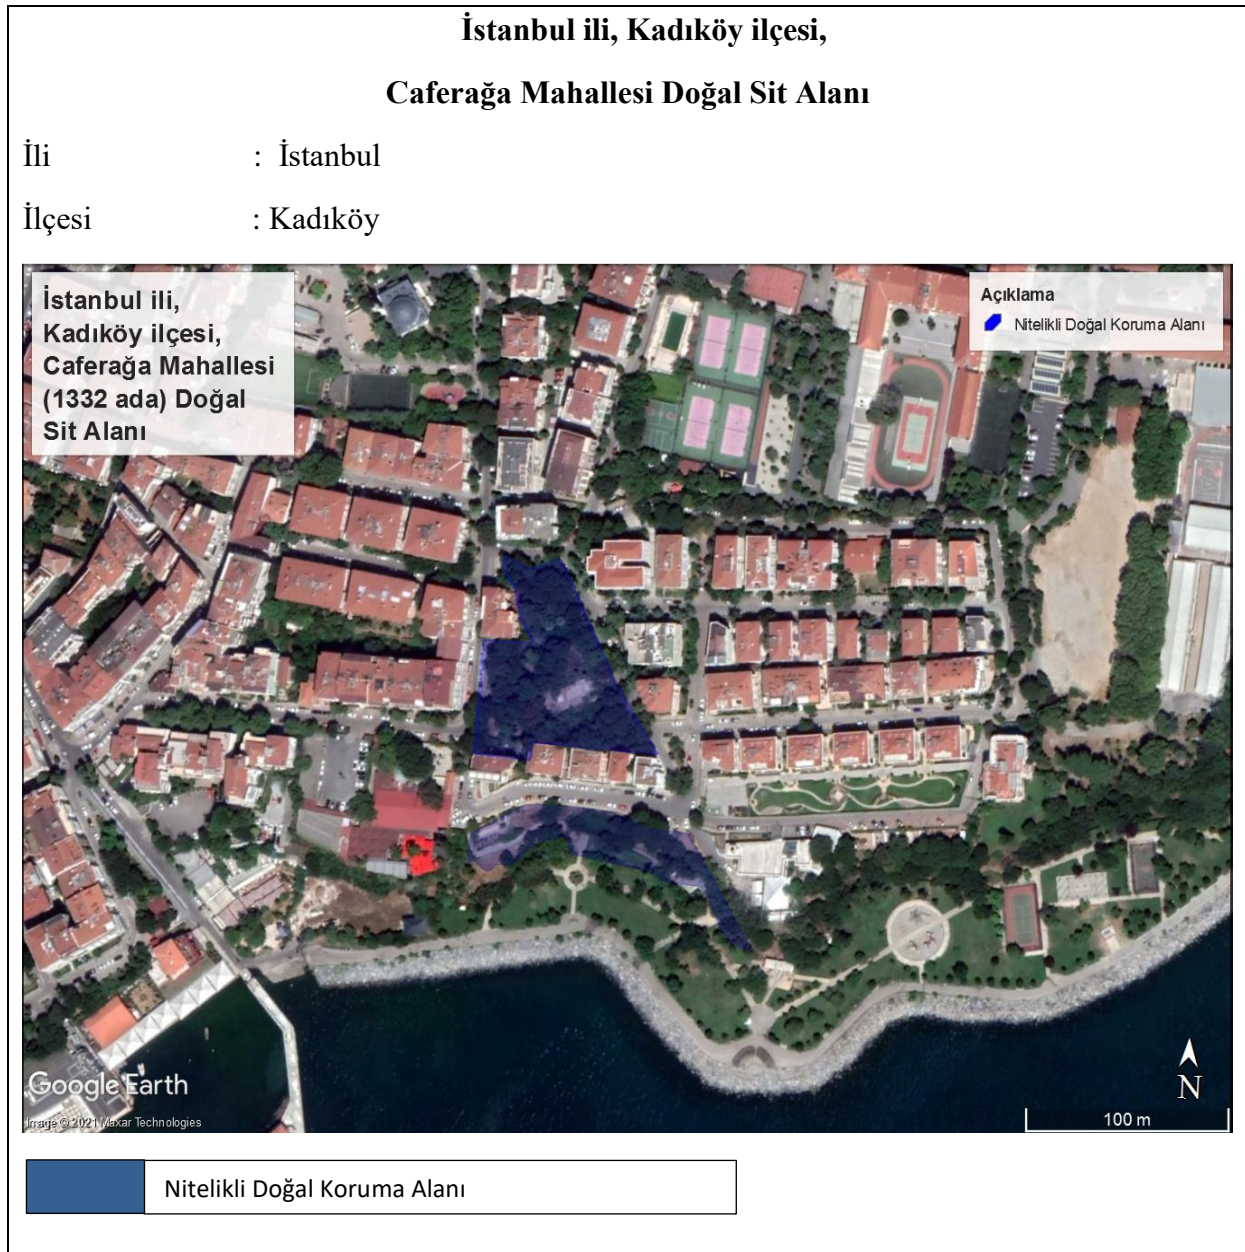 İstanbul ili, Kadıköy ilçesi,
Caferağa Mahallesi Doğal Sit Alanı
İli : İstanbul
İlçesi : Kadıköy
İstanbul ili,
Kadıköy ilçesi,
Caferağa Mahallesi
(1332 ada) Doğal
Sit Alanı
Açıklama
Nitelikli Doğal Koruma Alanı
Google Earth
Image © 2021 Maxar Technologies
N
100 m
Nitelikli Doğal Koruma Alanı